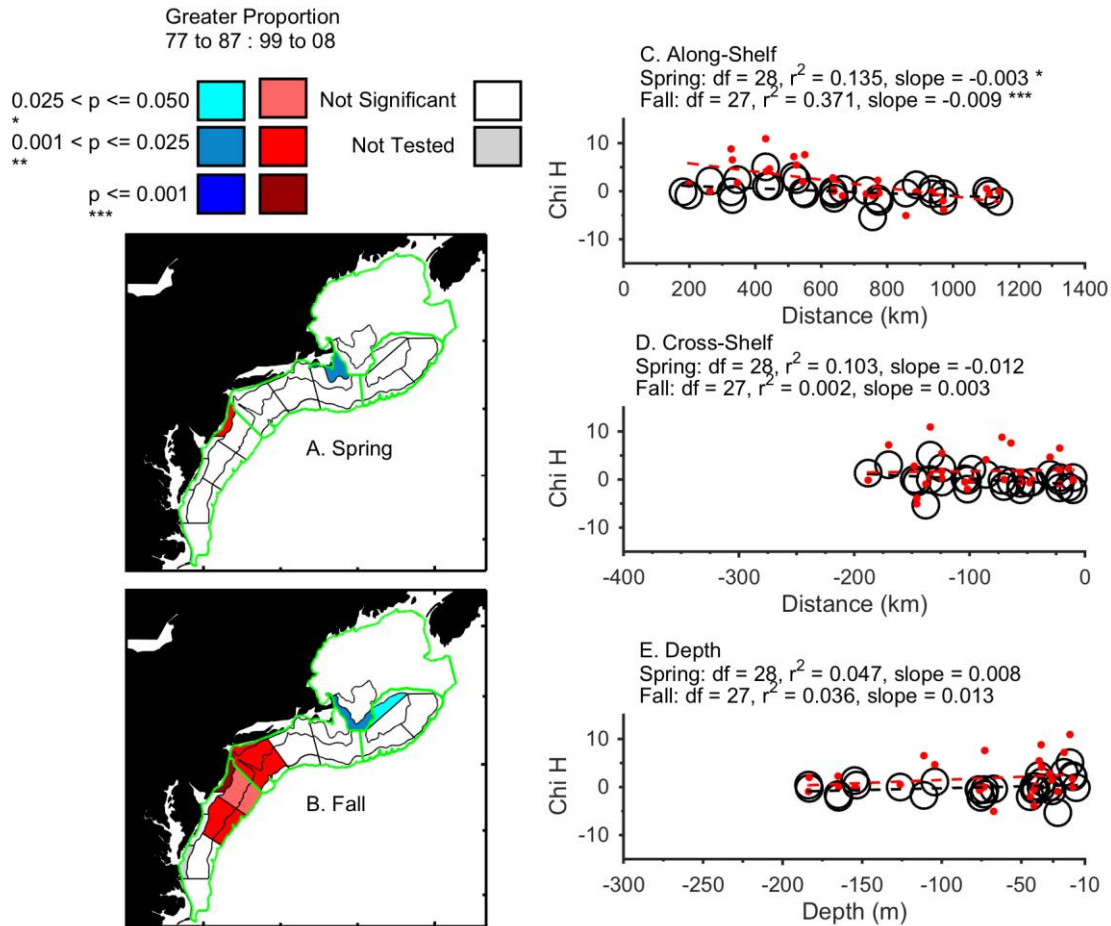 Greater Proportion
77 to 87 : 99 to 08
0.025 < p <= 0.050
*
0.001 < p <= 0.025
**
p <= 0.001
***
Not Significant
Not Tested
A. Spring
B. Fall
C. Along-Shelf
Spring: df = 28, r² = 0.135, slope = -0.003 *
Fall: df = 27, r² = 0.371, slope = -0.009 ***
Chi H
10
0
-10
0 200 400 600 800 1000 1200 1400
Distance (km)
D. Cross-Shelf
Spring: df = 28, r² = 0.103, slope = -0.012
Fall: df = 27, r² = 0.002, slope = 0.003
Chi H
10
0
-10
-400 -300 -200 -100 0
Distance (km)
E. Depth
Spring: df = 28, r² = 0.047, slope = 0.008
Fall: df = 27, r² = 0.036, slope = 0.013
Chi H
10
0
-10
-300 -250 -200 -150 -100 -50 -10
Depth (m)